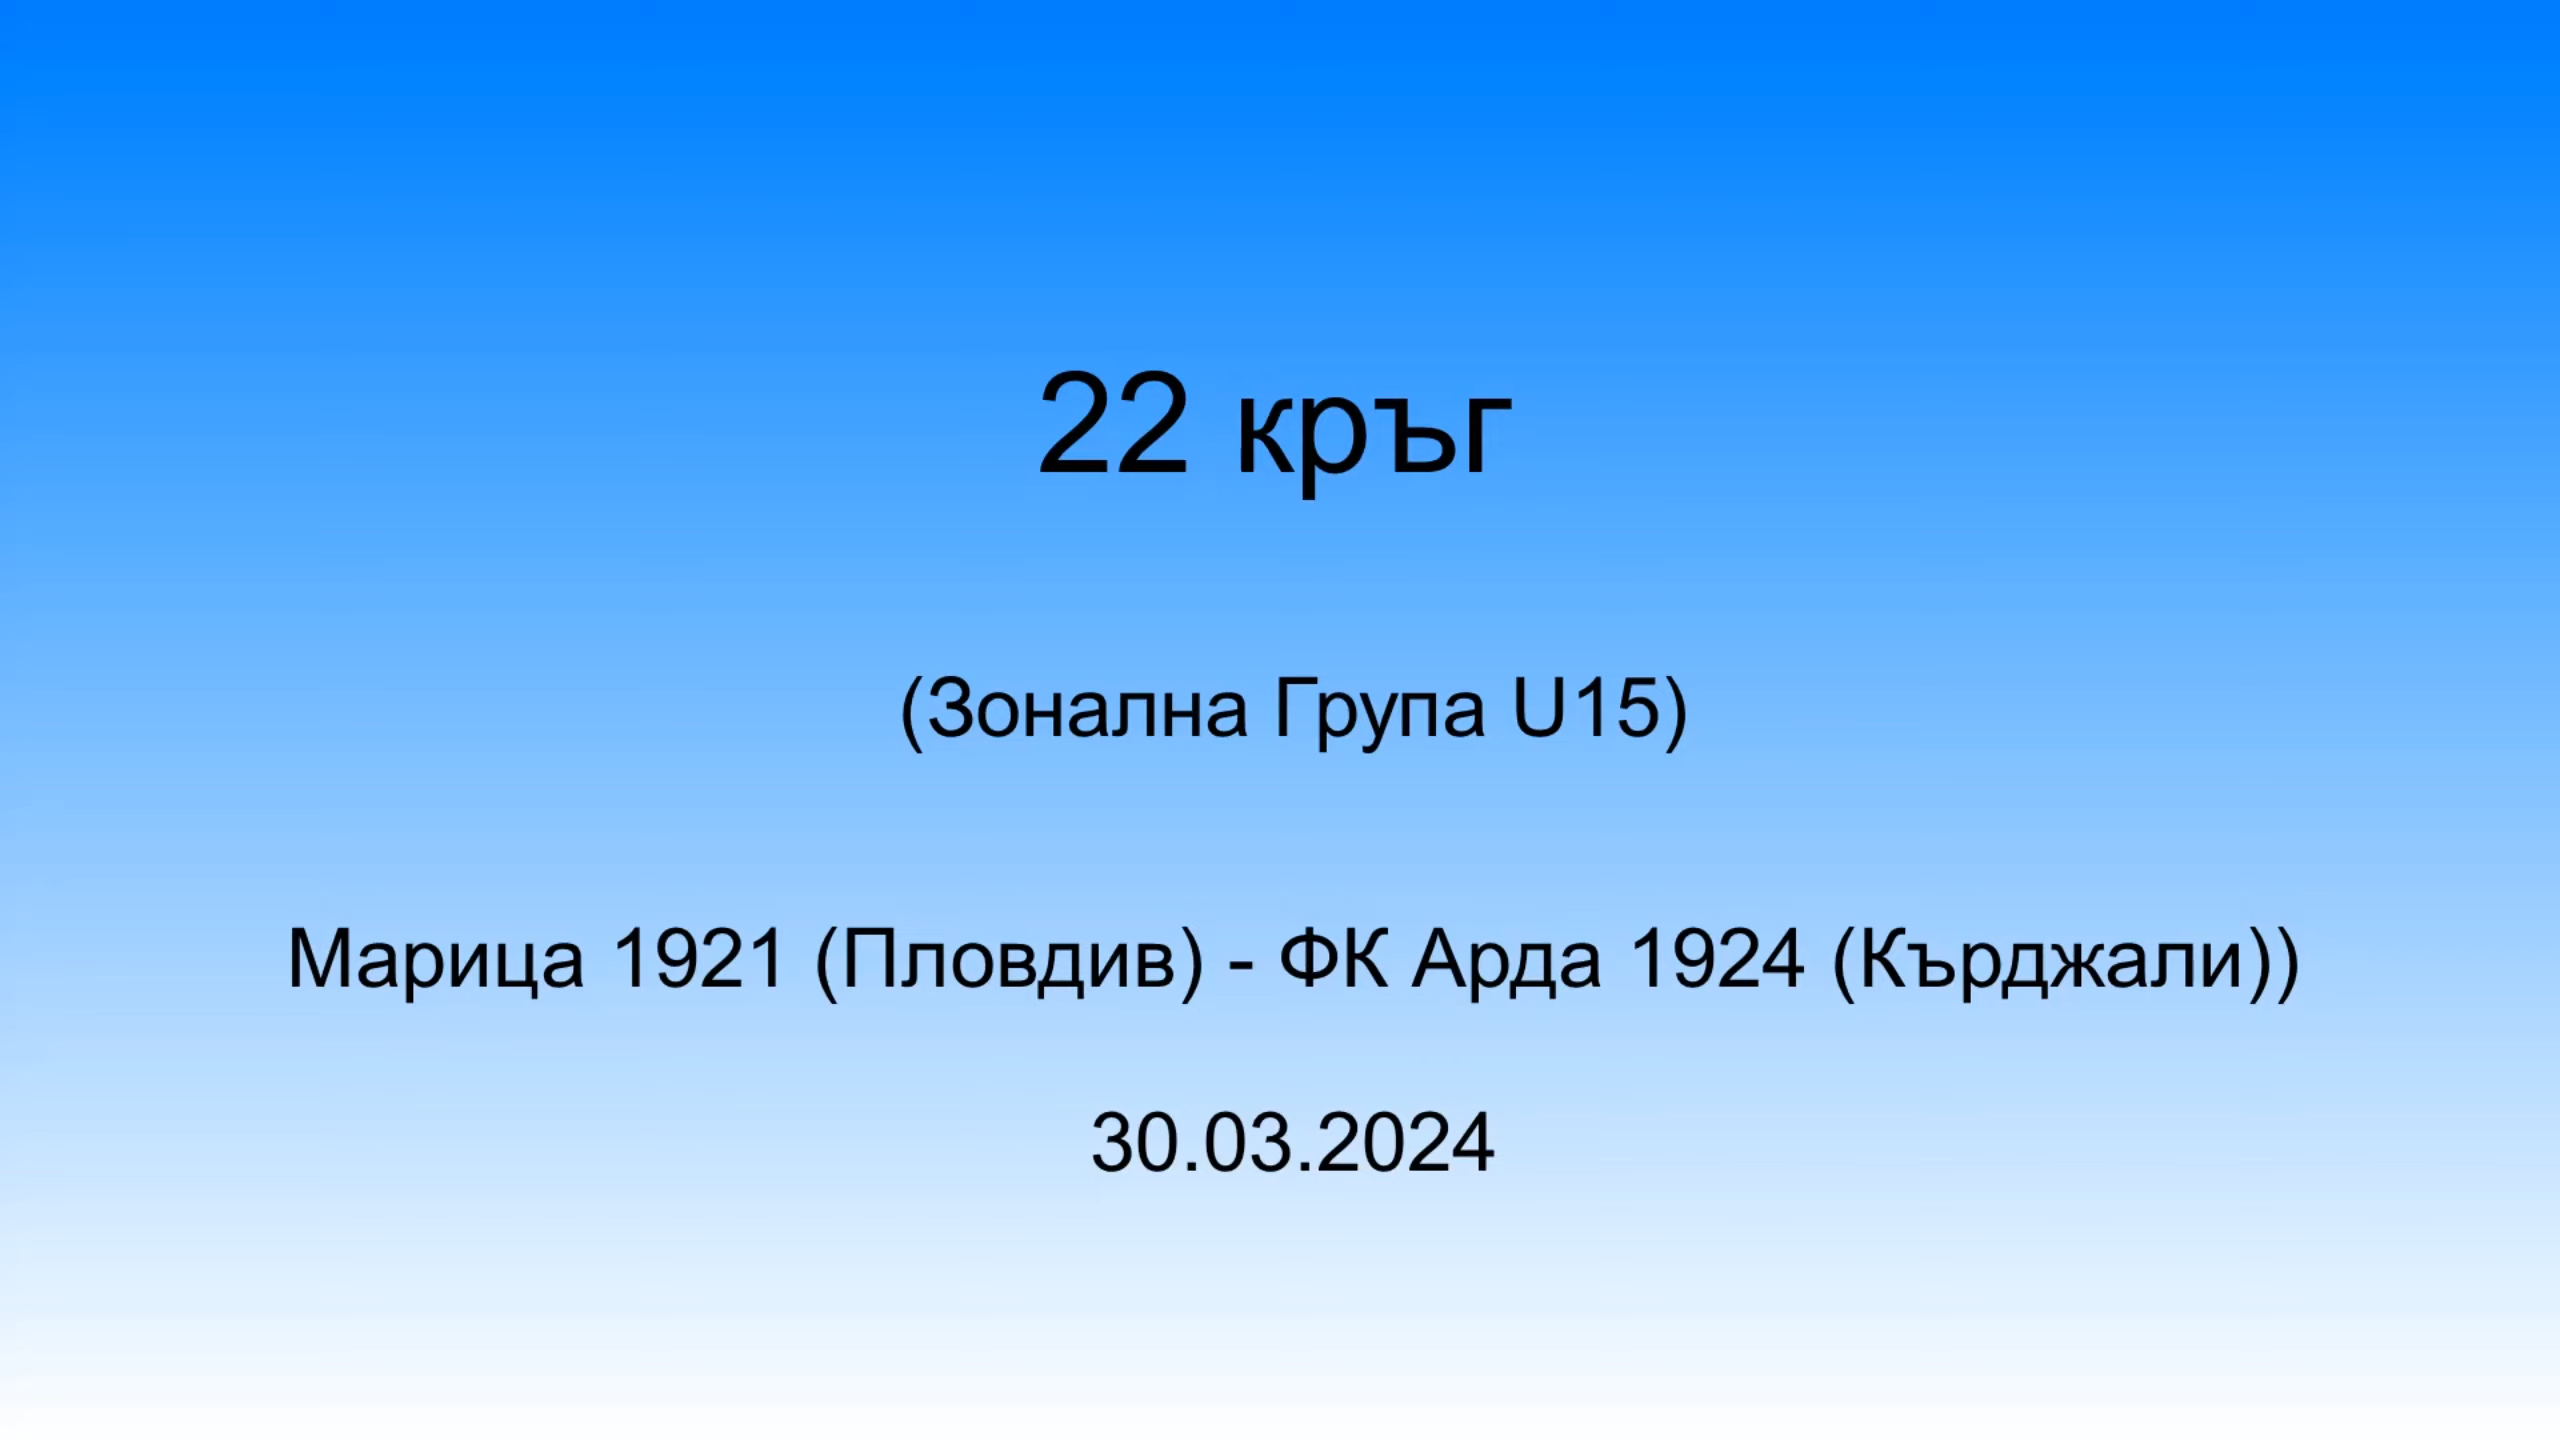 22 кръг
(Зонална Група U15)
Марица 1921 (Пловдив) - ФК Арда 1924 (Кърджали))
30.03.2024